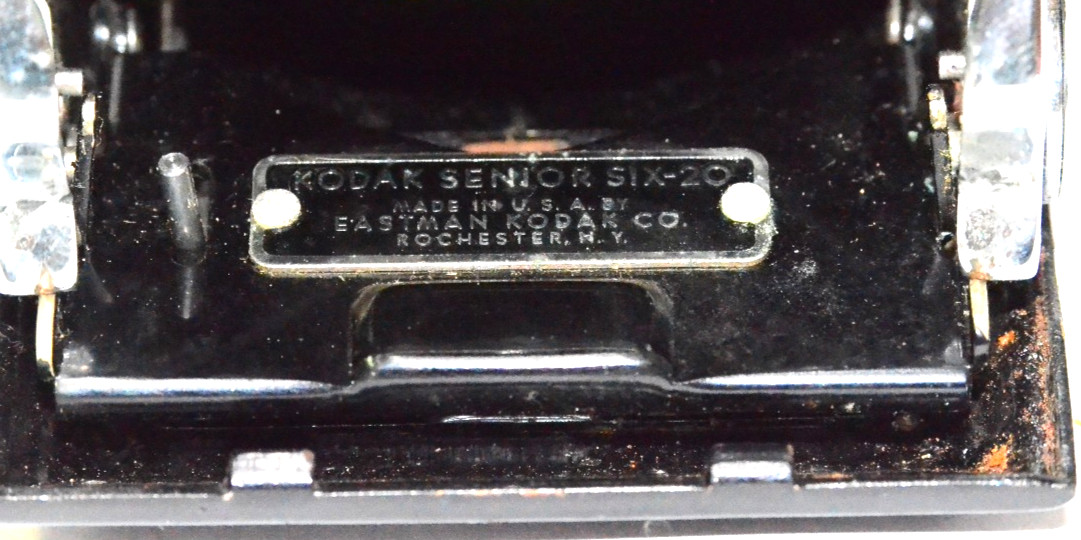 KODAK SENIOR SIX-20
MADE IN U.S.A. BY
EASTMAN KODAK CO.
ROCHESTER, N.Y.